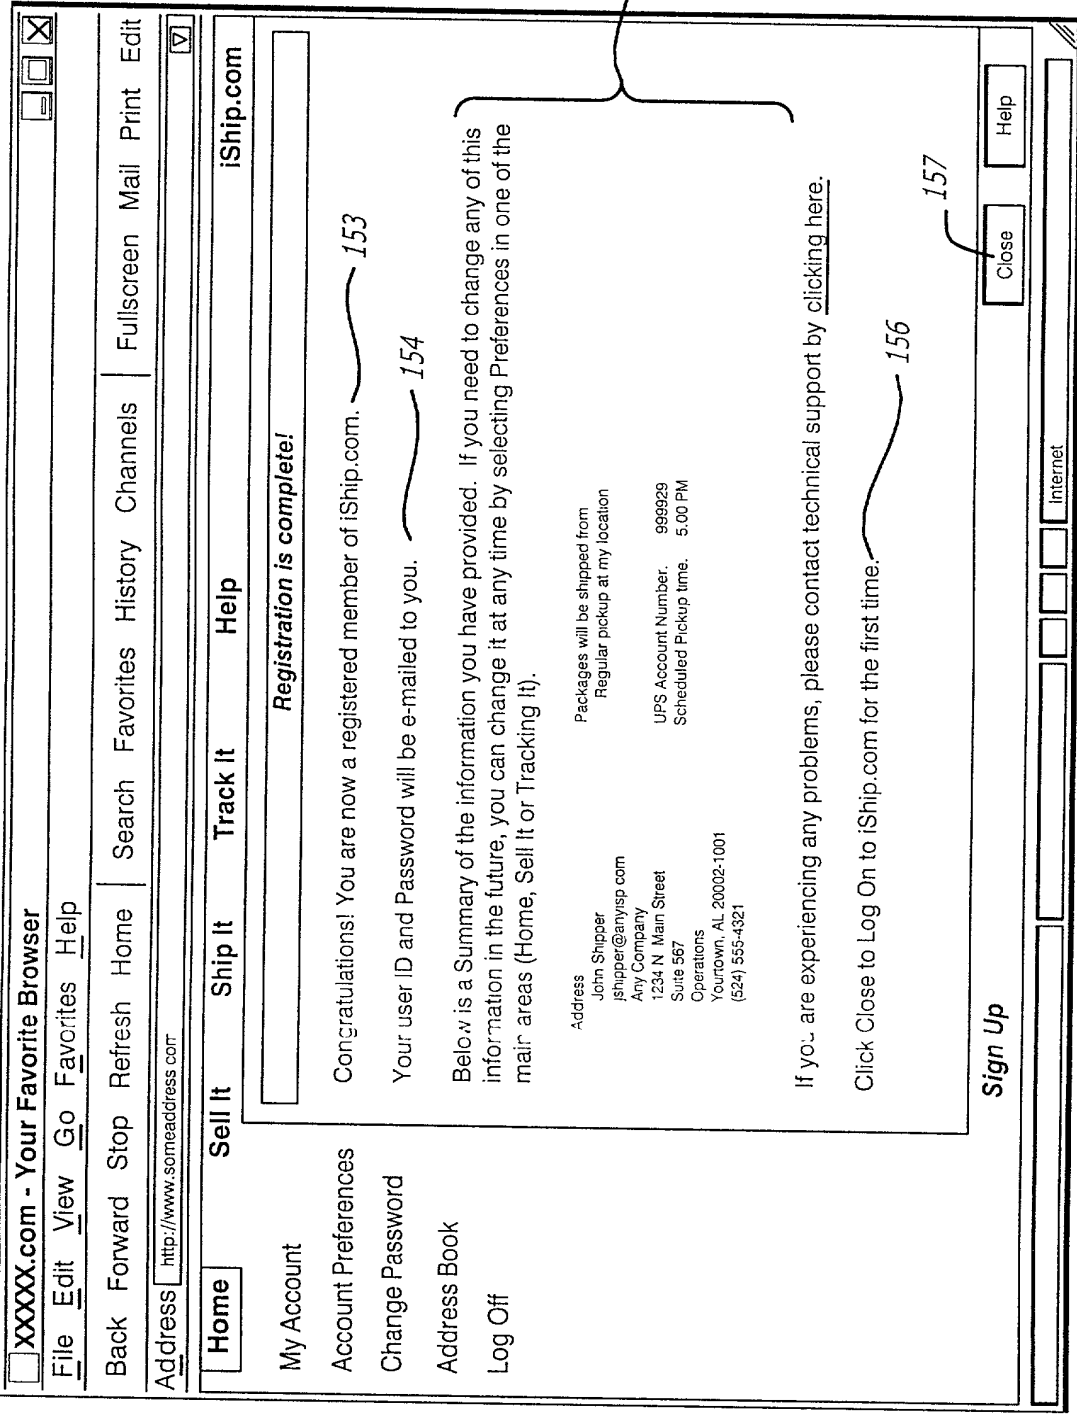 XXXXX.com - Your Favorite Browser
File Edit View Go Favorites Help
Back Forward Stop Refresh Home Search Favorites History Channels Fullscreen Mail Print Edit
Address http://www.someaddress.com
Home Sell It Ship It Track It Help iShip.com
My Account
Account Preferences
Change Password
Address Book
Log Off
Registration is complete!
Congratulations! You are now a registered member of iShip.com. 153
Your user ID and Password will be e-mailed to you. 154
Below is a Summary of the information you have provided. If you need to change any of this
information in the future, you can change it at any time by selecting Preferences in one of the
main areas (Home, Sell It or Tracking It).
Address
John Shipper
jshipper@anyisp com
Any Company
1234 N Main Street
Suite 567
Operations
Yourtown, AL 20002-1001
(524) 555-4321
Packages will be shipped from
Regular pickup at my location
UPS Account Number. 999929
Scheduled Pickup time. 5.00 PM
If you are experiencing any problems, please contact technical support by clicking here.
Click Close to Log On to iShip.com for the first time. 156
157
Sign Up Close Help
Internet